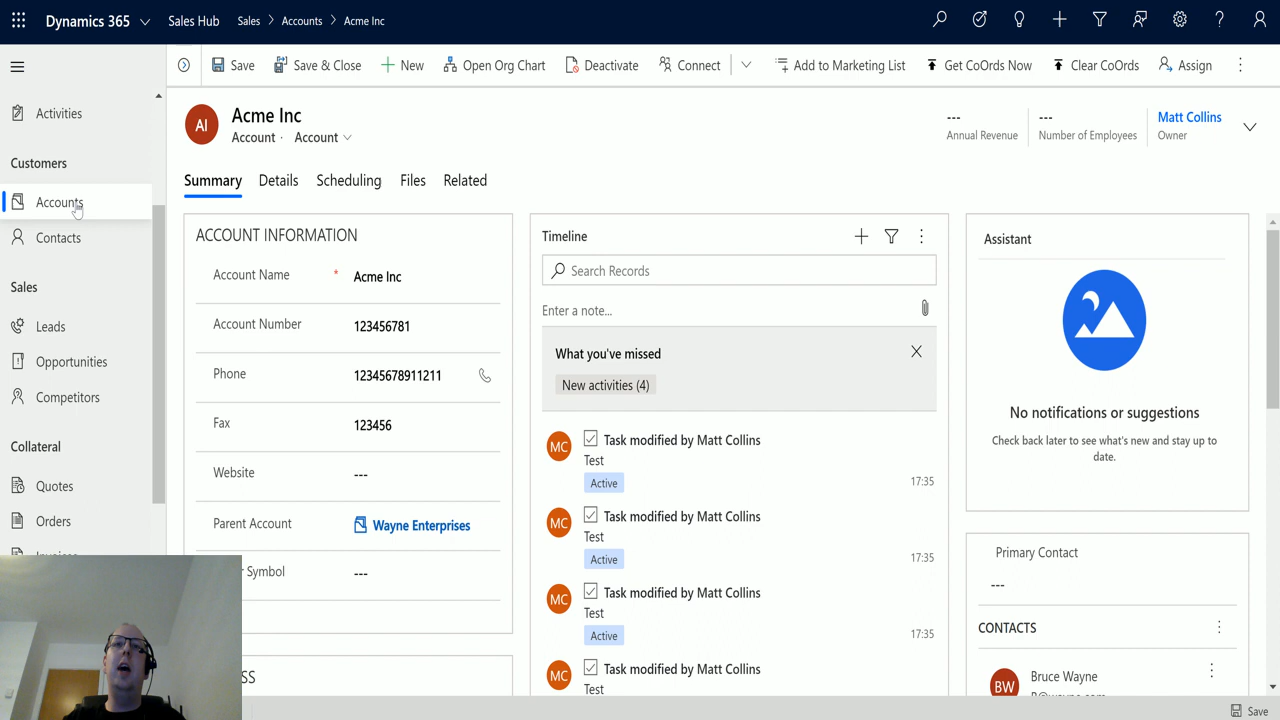 Dynamics 365
Sales Hub
Sales > Accounts > Acme Inc
Save
Save & Close
New
Open Org Chart
Deactivate
Connect
Add to Marketing List
Get CoOrds Now
Clear CoOrds
Assign
Activities
Customers
Accounts
Contacts
Sales
Leads
Opportunities
Competitors
Collateral
Quotes
Orders
AI
Acme Inc
Account · Account
---
Annual Revenue
---
Number of Employees
Matt Collins
Owner
Summary
Details
Scheduling
Files
Related
ACCOUNT INFORMATION
Account Name * Acme Inc
Account Number 123456781
Phone 12345678911211
Fax 123456
Website ---
Parent Account Wayne Enterprises
Symbol ---
Timeline
Search Records
Enter a note...
What you've missed
New activities (4)
MC
Task modified by Matt Collins
Test
Active
17:35
MC
Task modified by Matt Collins
Test
Active
17:35
MC
Task modified by Matt Collins
Test
Active
17:35
MC
Task modified by Matt Collins
Test
Assistant
No notifications or suggestions
Check back later to see what's new and stay up to
date.
Primary Contact
---
CONTACTS
BW
Bruce Wayne
Save